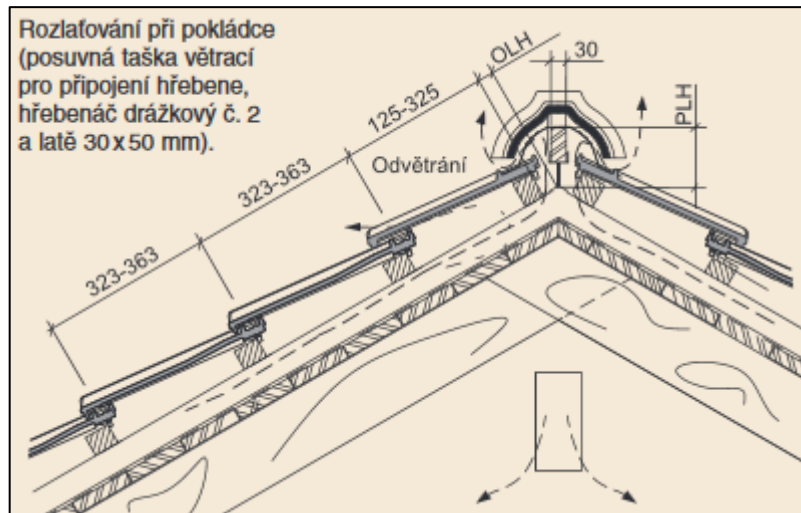 Rozlaťování při pokládce
(posuvná taška větrací
pro připojení hřebene,
hřebenáč drážkový č. 2
a latě 30 x 50 mm).
OLH
30
PLH
125-325
Odvětrání
323-363
323-363